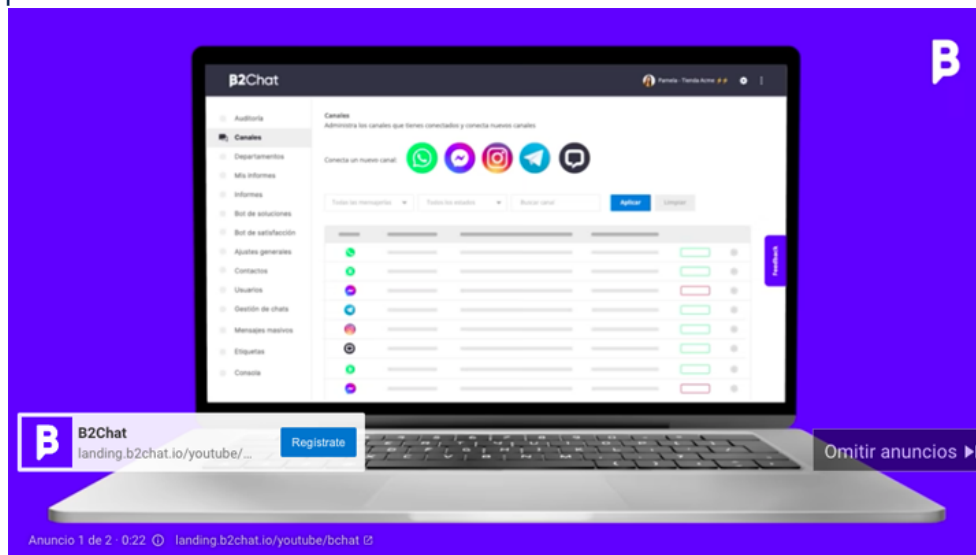 B2Chat
Pamela - Tienda Acme ⚡⚡
Auditoría
Canales
Departamentos
Mis informes
Informes
Bot de soluciones
Bot de satisfacción
Ajustes generales
Contactos
Usuarios
Gestión de chats
Mensajes masivos
Etiquetas
Consola
Canales
Administra los canales que tienes conectados y conecta nuevos canales
Conecta un nuevo canal:
Todas las mensajerías
Todos los estados
Buscar canal
Aplicar
Limpiar
Feedback
B2Chat
landing.b2chat.io/youtube/...
Regístrate
Omitir anuncios
Anuncio 1 de 2 · 0:22 landing.b2chat.io/youtube/bchat